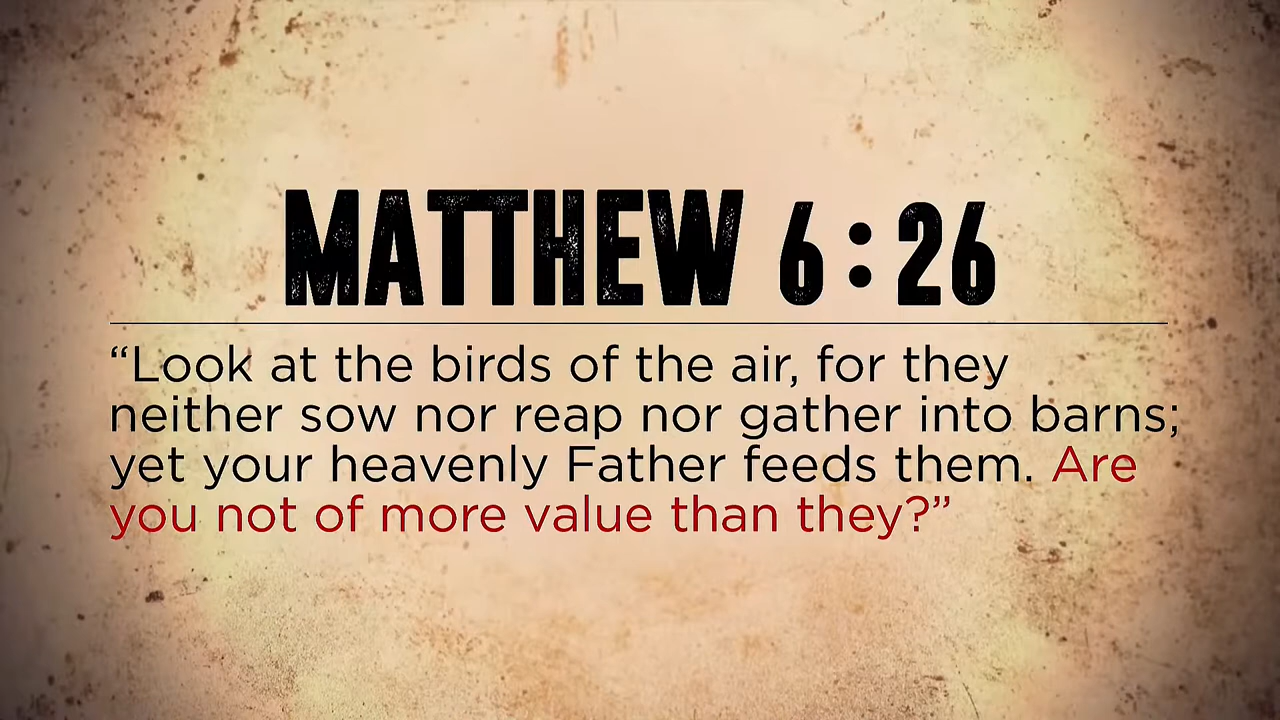 MATTHEW 6:26
“Look at the birds of the air, for they
neither sow nor reap nor gather into barns;
yet your heavenly Father feeds them. Are
you not of more value than they?”